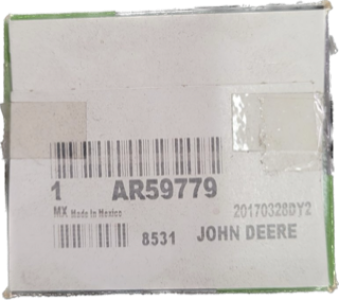 1 AR59779
MX Made in Mexico 20170328DY2
8531 JOHN DEERE